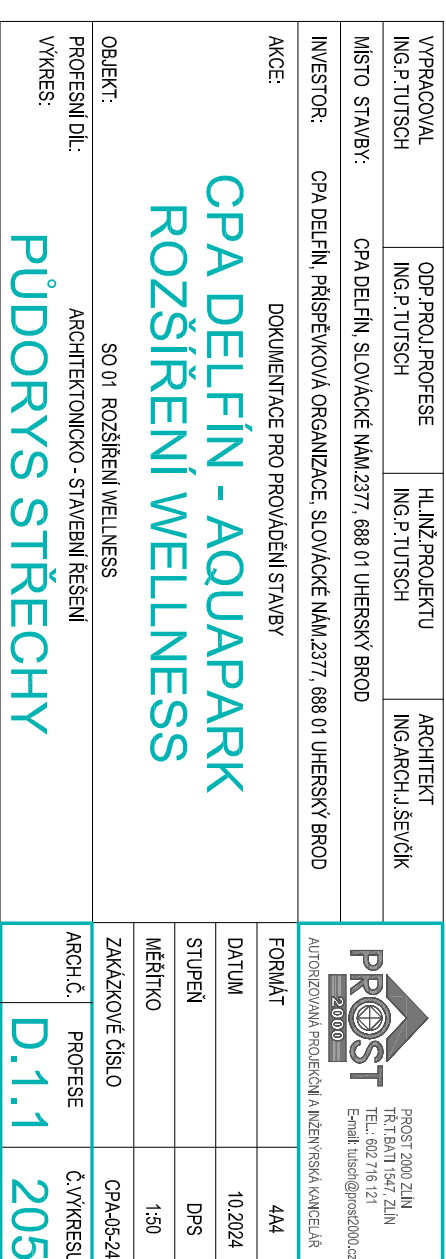 VYPRACOVAL
ING.P.TUTSCH
ODP.PROJ.PROFESE
ING.P.TUTSCH
HL.INŽ.PROJEKTU
ING.P.TUTSCH
ARCHITEKT
ING.ARCH.J.ŠEVČÍK
MÍSTO STAVBY: CPA DELFÍN, SLOVÁCKÉ NÁM.2377, 688 01 UHERSKÝ BROD
INVESTOR: CPA DELFÍN, PŘÍSPĚVKOVÁ ORGANIZACE, SLOVÁCKÉ NÁM.2377, 688 01 UHERSKÝ BROD
PROST
2000
PROST 2000 ZLÍN
TŘ.T.BATI 1547, ZLÍN
TEL.: 602 716 121
E-mail: tutsch@prost2000.cz
AUTORIZOVANÁ PROJEKČNÍ A INŽENÝRSKÁ KANCELÁŘ
AKCE: DOKUMENTACE PRO PROVÁDĚNÍ STAVBY
CPA DELFÍN - AQUAPARK
ROZŠÍŘENÍ WELLNESS
OBJEKT: SO 01 ROZŠÍŘENÍ WELLNESS
PROFESNÍ DÍL: ARCHITEKTONICKO - STAVEBNÍ ŘEŠENÍ
VÝKRES: PŮDORYS STŘECHY
FORMÁT 4A4
DATUM 10.2024
STUPEŇ DPS
MĚŘÍTKO 1:50
ZAKÁZKOVÉ ČÍSLO CPA-05-24
ARCH.Č. PROFESE Č.VÝKRESU
D.1.1 205